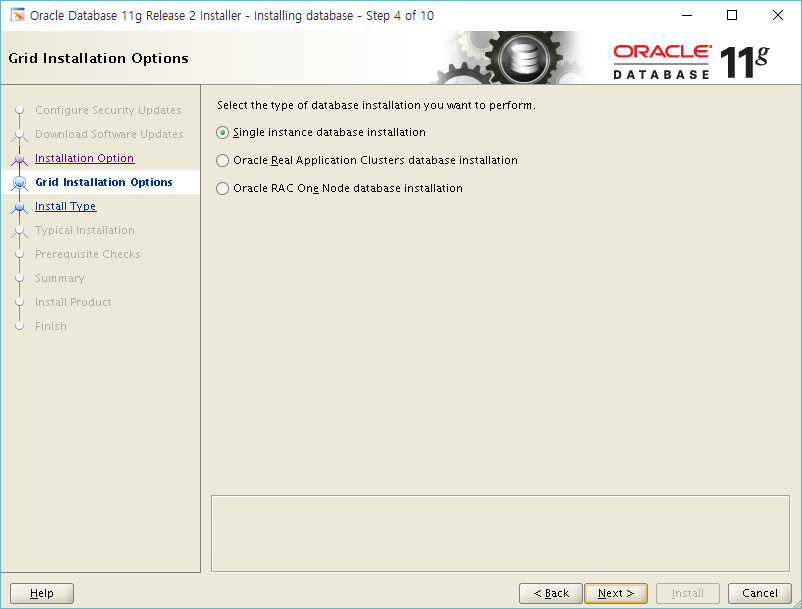 Oracle Database 11g Release 2 Installer - Installing database - Step 4 of 10
Grid Installation Options
ORACLE
DATABASE
11g
Configure Security Updates
Download Software Updates
Installation Option
Grid Installation Options
Install Type
Typical Installation
Prerequisite Checks
Summary
Install Product
Finish
Select the type of database installation you want to perform.
Single instance database installation
Oracle Real Application Clusters database installation
Oracle RAC One Node database installation
Help
< Back
Next >
Install
Cancel